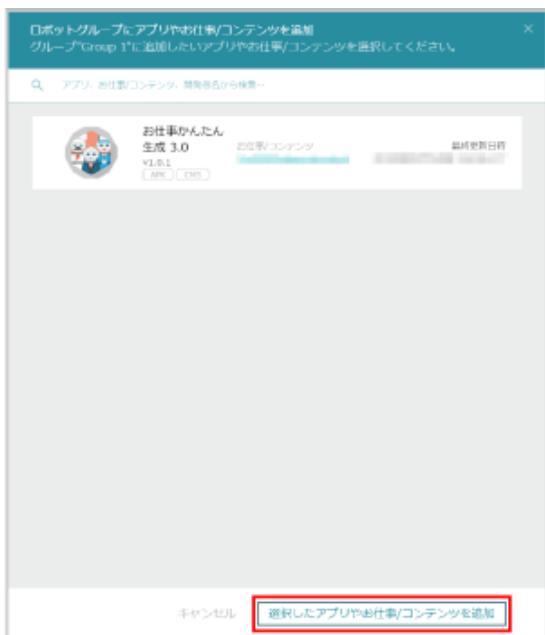 ロボットグループにアプリやお仕事/コンテンツを追加
グループ"Group 1"に追加したいアプリやお仕事/コンテンツを選択してください。
アプリ、お仕事/コンテンツ、開発者名から検索…
お仕事かんたん
生成 3.0
v1.0.1
APK CMS
お仕事/コンテンツ
最終更新日時
キャンセル
選択したアプリやお仕事/コンテンツを追加